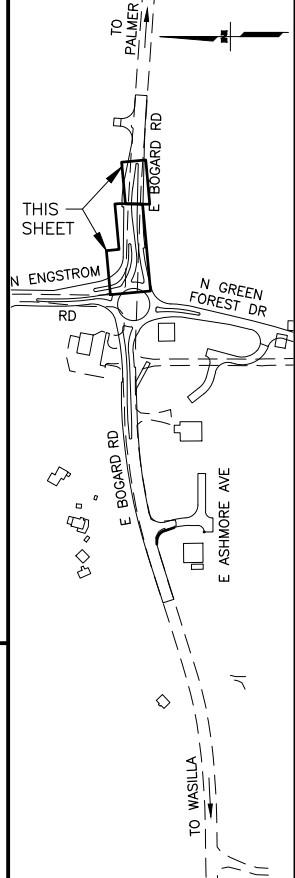 TO
PALMER
E BOGARD RD
THIS
SHEET
N ENGSTROM
RD
N GREEN
FOREST DR
E BOGARD RD
E ASHMORE AVE
TO WASILLA